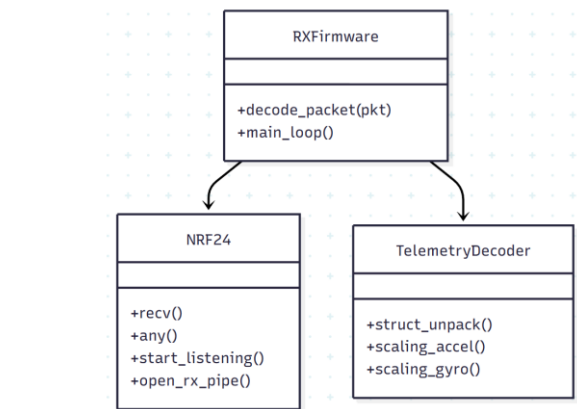 RXFirmware
+decode_packet(pkt)
+main_loop()
NRF24
+recv()
+any()
+start_listening()
+open_rx_pipe()
TelemetryDecoder
+struct_unpack()
+scaling_accel()
+scaling_gyro()